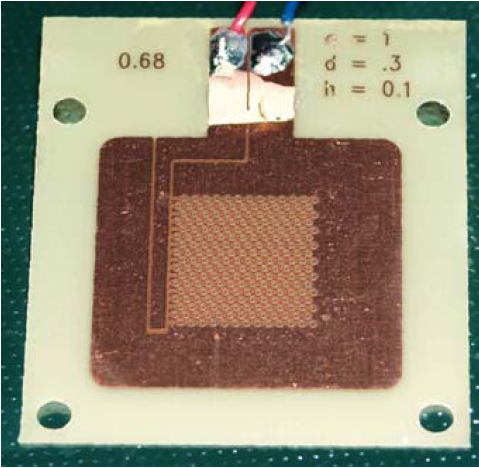 0.68
= 1
d = .3
h = 0.1